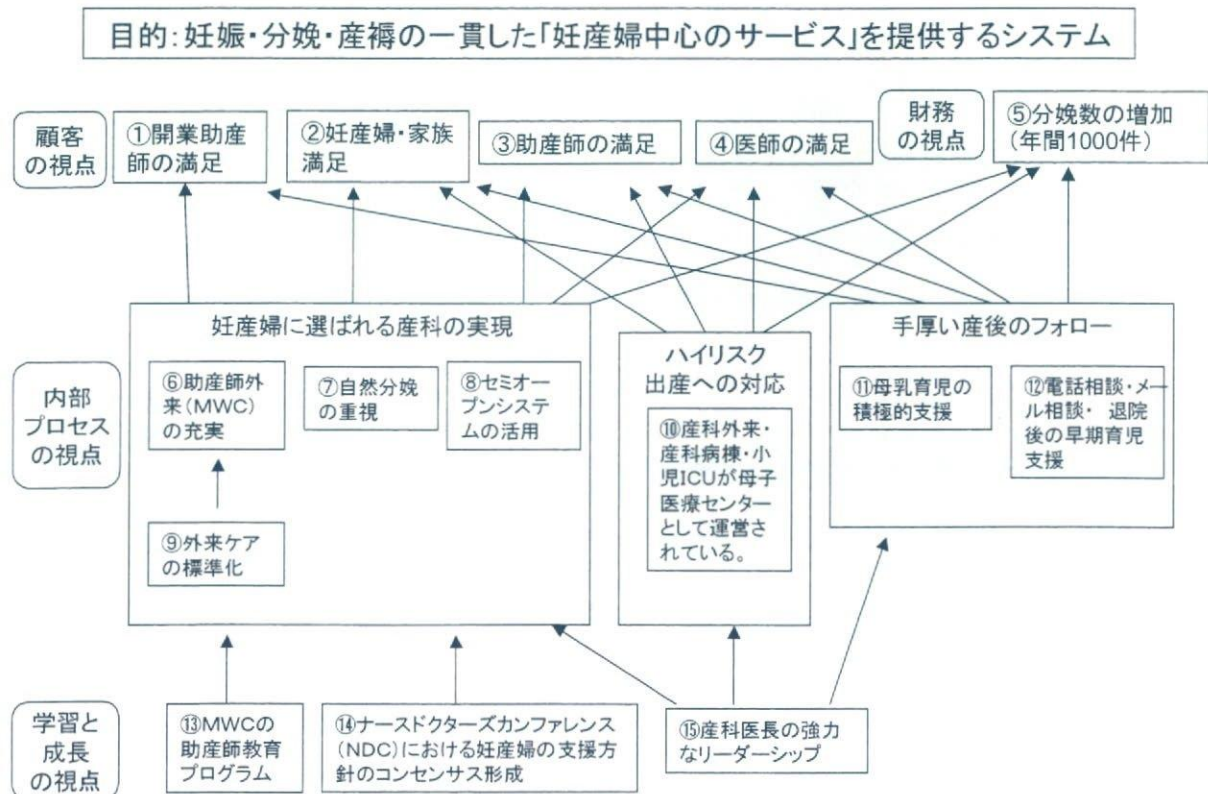 目的：妊娠・分娩・産褥の一貫した「妊産婦中心のサービス」を提供するシステム
顧客
の視点
①開業助産
師の満足
②妊産婦・家族
満足
③助産師の満足
④医師の満足
財務
の視点
⑤分娩数の増加
（年間1000件）
内部
プロセス
の視点
妊産婦に選ばれる産科の実現
⑥助産師外
来（MWC）
の充実
⑦自然分娩
の重視
⑧セミオー
プンシステ
ムの活用
⑨外来ケア
の標準化
ハイリスク
出産への対応
⑩産科外来・
産科病棟・小
児ICUが母子
医療センター
として運営さ
れている。
手厚い産後のフォロー
⑪母乳育児の
積極的支援
⑫電話相談・メー
ル相談・ 退院
後の早期育児
支援
学習と
成長
の視点
⑬MWCの
助産師教育
プログラム
⑭ナースドクターズカンファレンス
（NDC）における妊産婦の支援方
針のコンセンサス形成
⑮産科医長の強力
なリーダーシップ